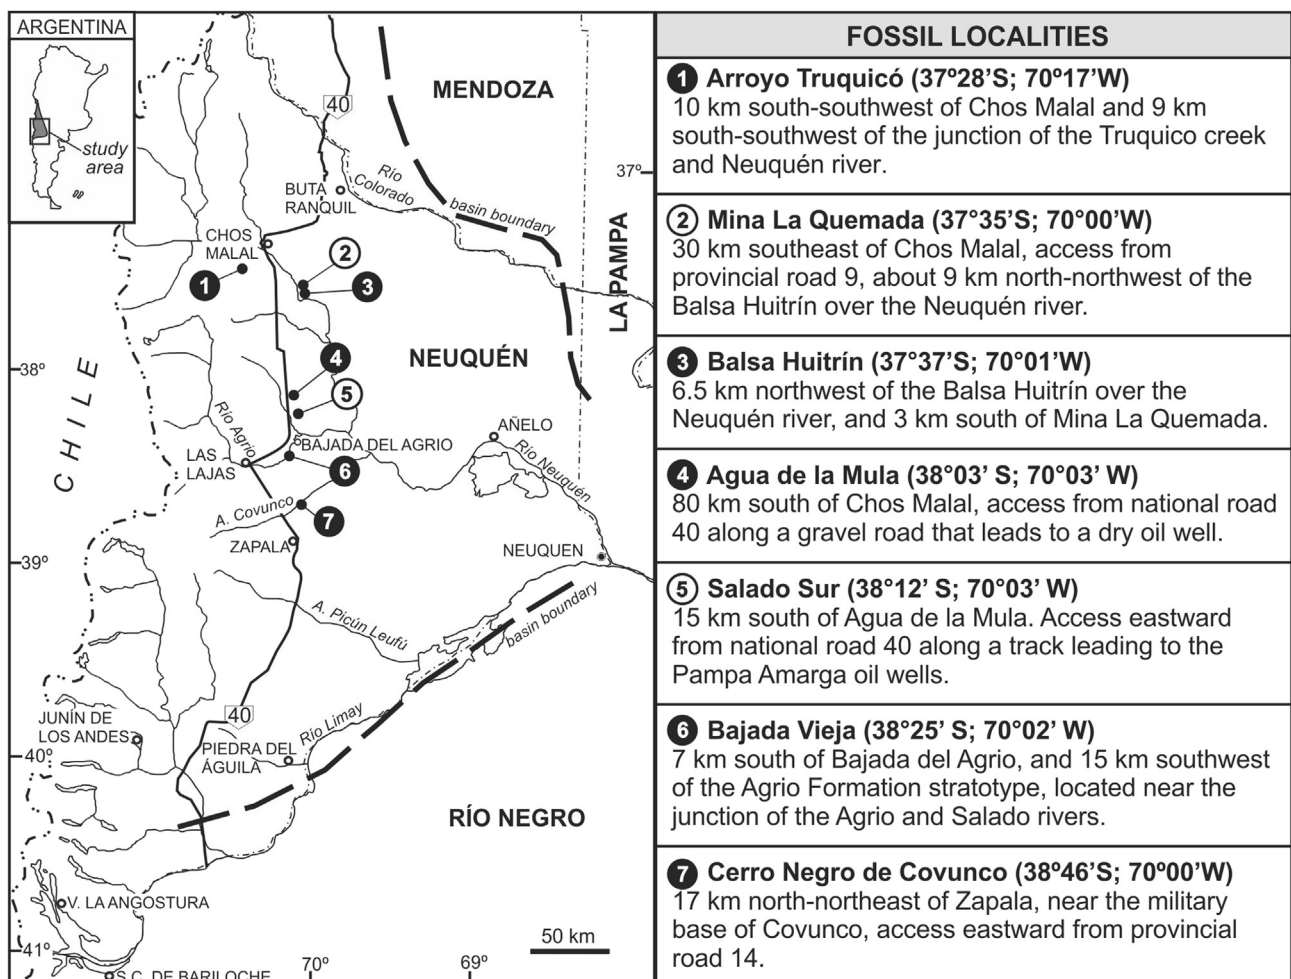 ARGENTINA
study
area
MENDOZA
40
37º
Río
Colorado
BUTA
RANQUIL
basin boundary
CHOS
MALAL
1
2
3
LA PAMPA
38º
NEUQUÉN
4
5
CHILE
Río Agrio
AÑELO
BAJADA DEL AGRIO
LAS
LAJAS
6
Río Neuquén
A. Covunco
7
ZAPALA
NEUQUEN
39º
A. Picún Leufú
basin boundary
40
JUNÍN DE
LOS ANDES
Río Limay
PIEDRA DEL
ÁGUILA
40º
RÍO NEGRO
V. LA ANGOSTURA
50 km
41º
70º
69º
S.C. DE BARILOCHE
FOSSIL LOCALITIES
1 Arroyo Truquicó (37º28’S; 70º17’W)
10 km south-southwest of Chos Malal and 9 km
south-southwest of the junction of the Truquico creek
and Neuquén river.
2 Mina La Quemada (37°35’S; 70°00’W)
30 km southeast of Chos Malal, access from
provincial road 9, about 9 km north-northwest of the
Balsa Huitrín over the Neuquén river.
3 Balsa Huitrín (37°37’S; 70°01’W)
6.5 km northwest of the Balsa Huitrín over the
Neuquén river, and 3 km south of Mina La Quemada.
4 Agua de la Mula (38°03’ S; 70°03’ W)
80 km south of Chos Malal, access from national road
40 along a gravel road that leads to a dry oil well.
5 Salado Sur (38°12’ S; 70°03’ W)
15 km south of Agua de la Mula. Access eastward
from national road 40 along a track leading to the
Pampa Amarga oil wells.
6 Bajada Vieja (38°25’ S; 70°02’ W)
7 km south of Bajada del Agrio, and 15 km southwest
of the Agrio Formation stratotype, located near the
junction of the Agrio and Salado rivers.
7 Cerro Negro de Covunco (38º46’S; 70º00’W)
17 km north-northeast of Zapala, near the military
base of Covunco, access eastward from provincial
road 14.